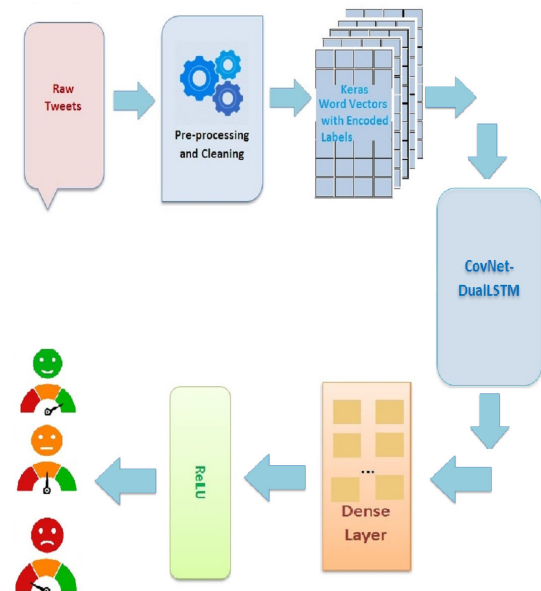 Raw
Tweets
Pre-processing
and Cleaning
Keras
Word Vectors
with Encoded
Labels
CovNet-
DualLSTM
...
Dense
Layer
ReLU